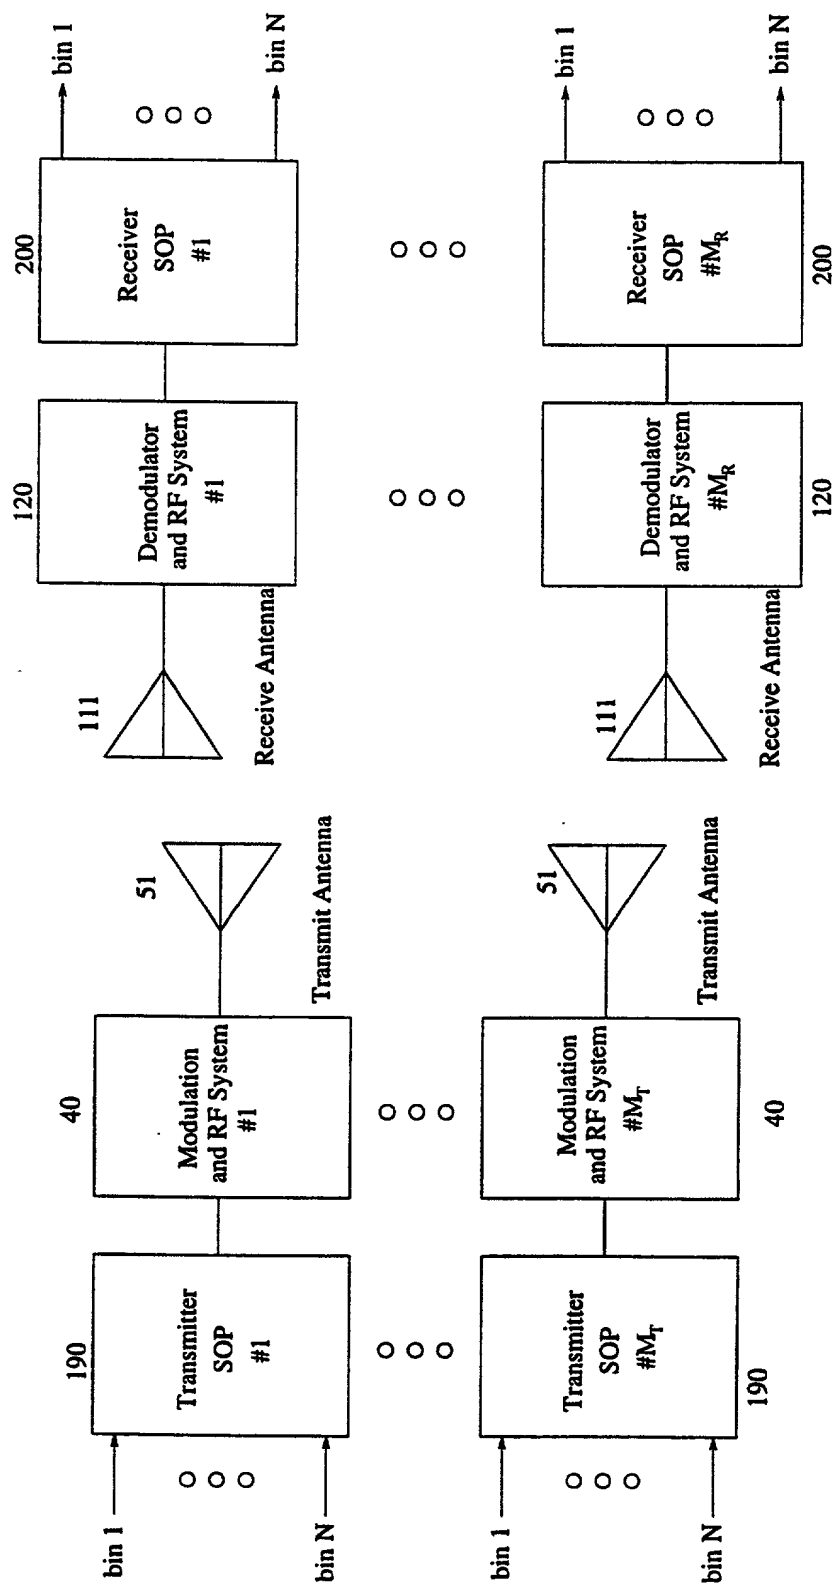 bin 1
bin N
190
Transmitter
SOP
#1
40
Modulation
and RF System
#1
51
Transmit Antenna
111
Receive Antenna
120
Demodulator
and RF System
#1
200
Receiver
SOP
#1
bin 1
bin N
bin 1
bin N
Transmitter
SOP
#M_T
190
Modulation
and RF System
#M_T
40
51
Transmit Antenna
111
Receive Antenna
Demodulator
and RF System
#M_R
120
Receiver
SOP
#M_R
200
bin 1
bin N